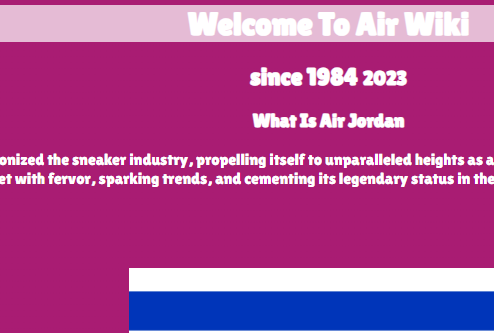 Welcome To Air Wiki
since 1984 2023
What Is Air Jordan
onized the sneaker industry, propelling itself to unparalleled heights as a
et with fervor, sparking trends, and cementing its legendary status in the